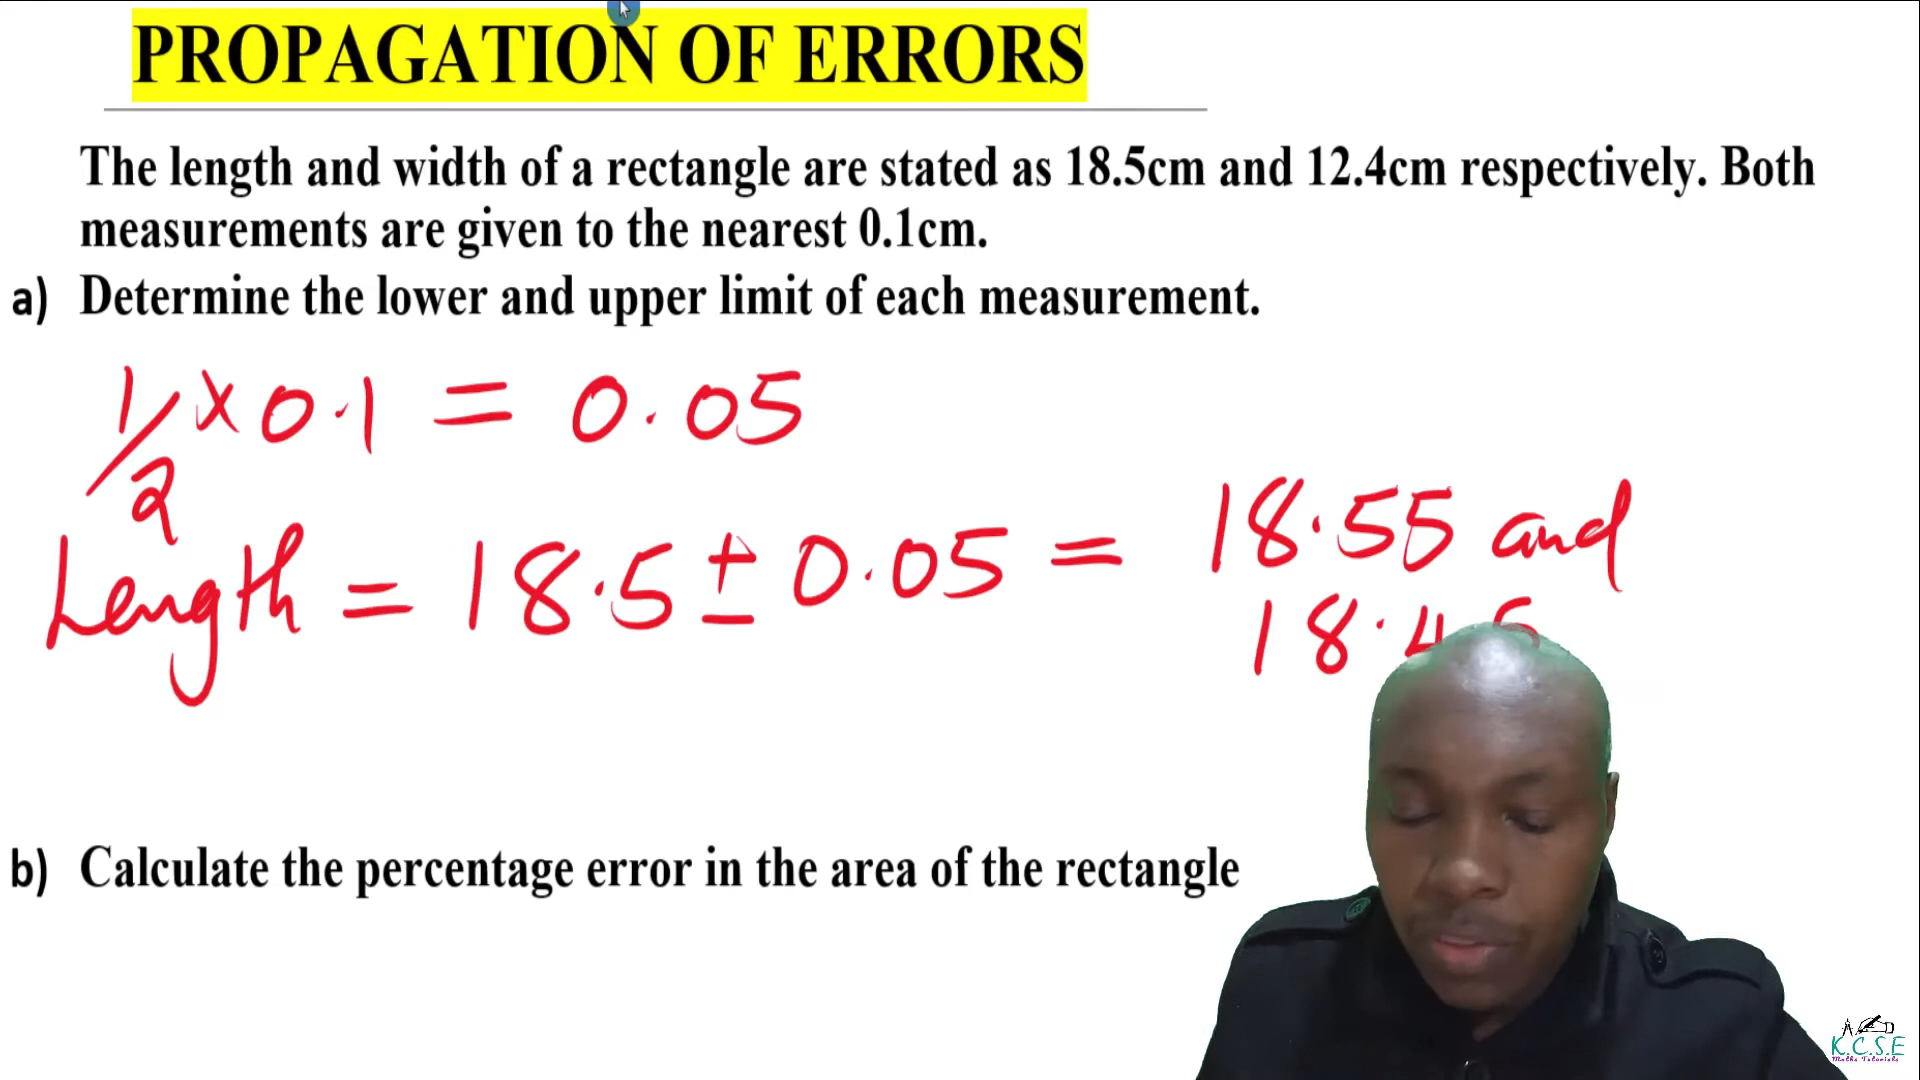 PROPAGATION OF ERRORS
The length and width of a rectangle are stated as 18.5cm and 12.4cm respectively. Both
measurements are given to the nearest 0.1cm.
a) Determine the lower and upper limit of each measurement.
1/2 × 0.1 = 0.05
Length = 18.5 ± 0.05 = 18.55 and
18.45
b) Calculate the percentage error in the area of the rectangle
K.C.S.E
Maths Tutorials